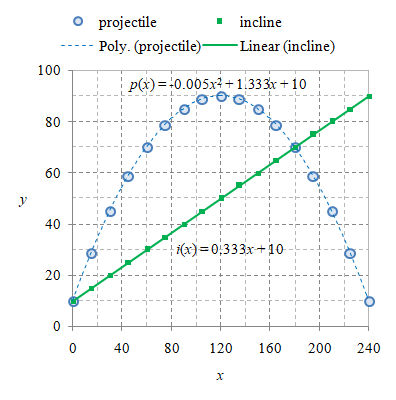 projectile incline
Poly. (projectile) Linear (incline)
100
p(x) = -0.005x² + 1.333x + 10
80
60
y
40
i(x) = 0.333x + 10
20
0
0 40 80 120 160 200 240
x